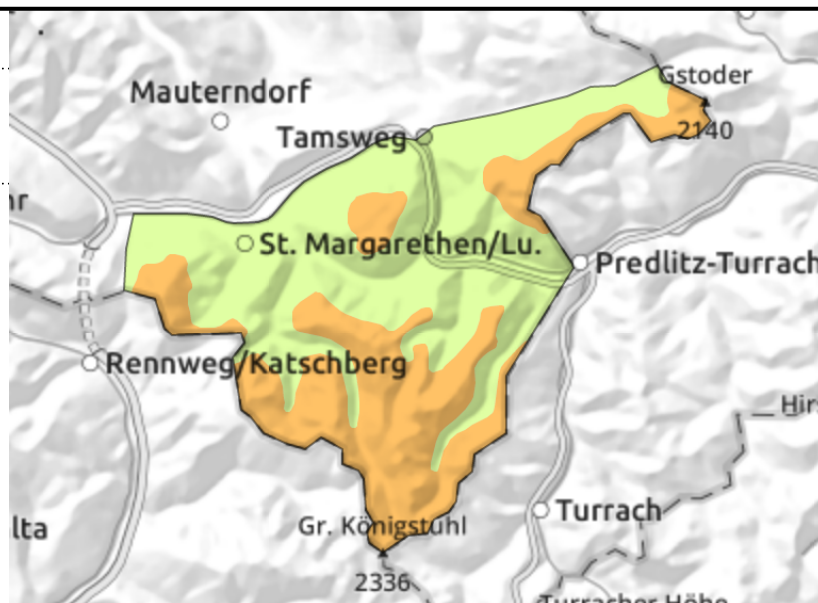 Gstoder
Mauterndorf
2140
Tamsweg
St. Margarethen/Lu.
Predlitz-Turrach
Rennweg/Katschberg
Turrach
Gr. Königstuhl
2336